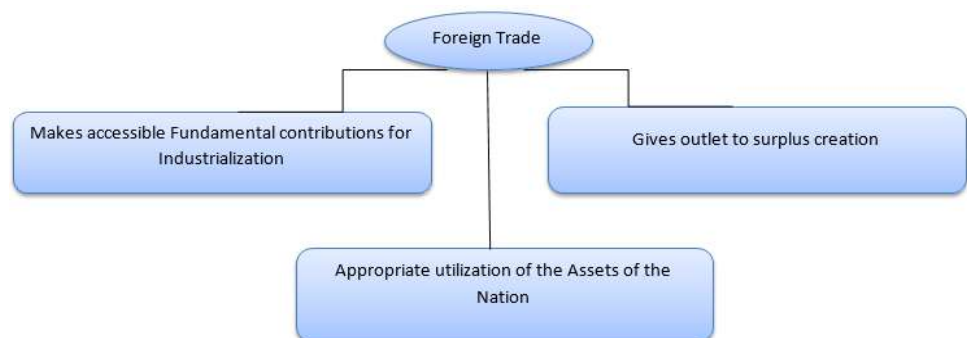 Foreign Trade
Makes accessible Fundamental contributions for
Industrialization
Gives outlet to surplus creation
Appropriate utilization of the Assets of the
Nation